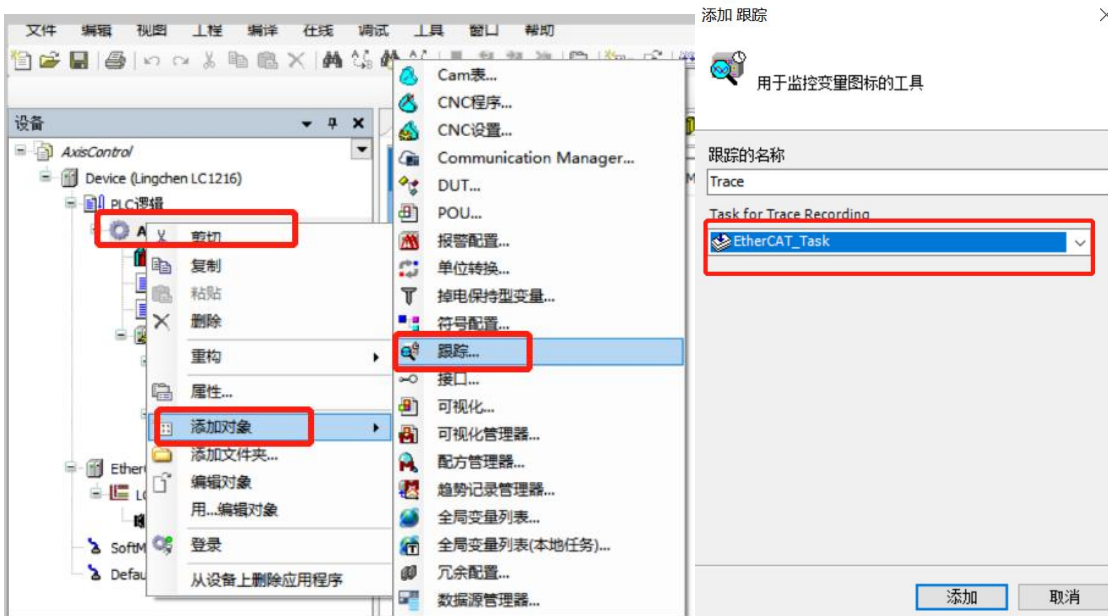 文件 编辑 视图 工程 编译 在线 调试 工具 窗口 帮助
设备
AxisControl
Device (Lingchen LC1216)
PLC逻辑
A
Ether
LC
SoftM
Defau
剪切
复制
粘贴
删除
重构
属性...
添加对象
添加文件夹...
编辑对象
用...编辑对象
登录
从设备上删除应用程序
Cam表...
CNC程序...
CNC设置...
Communication Manager...
DUT...
POU...
报警配置...
单位转换...
掉电保持型变量...
符号配置...
跟踪...
接口...
可视化...
可视化管理器...
配方管理器...
趋势记录管理器...
全局变量列表...
全局变量列表(本地任务)...
冗余配置...
数据源管理器...
添加 跟踪
用于监控变量图标的工具
跟踪的名称
Trace
Task for Trace Recording
EtherCAT_Task
添加 取消